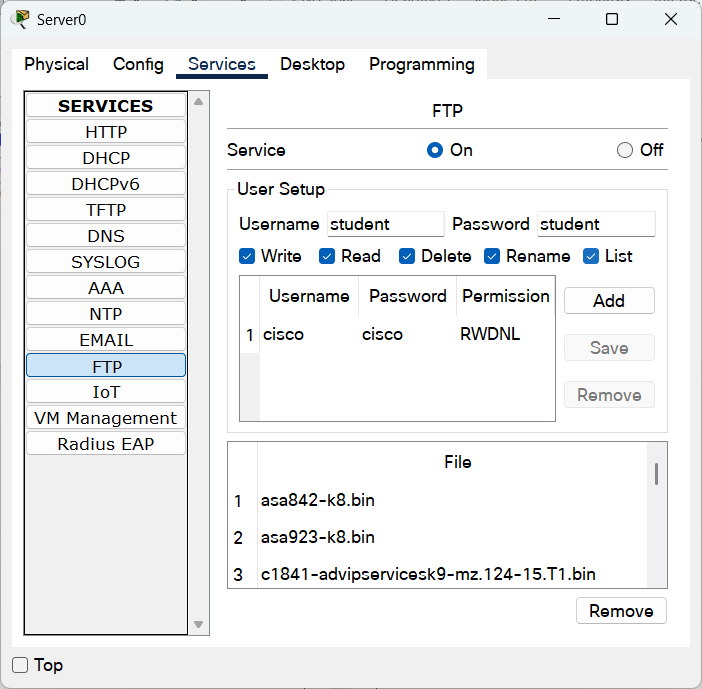 Server0
Physical Config Services Desktop Programming
SERVICES
HTTP
DHCP
DHCPv6
TFTP
DNS
SYSLOG
AAA
NTP
EMAIL
FTP
IoT
VM Management
Radius EAP
FTP
Service On Off
User Setup
Username student Password student
Write Read Delete Rename List
Username Password Permission
1 cisco cisco RWDNL
Add
Save
Remove
File
1 asa842-k8.bin
2 asa923-k8.bin
3 c1841-advipservicesk9-mz.124-15.T1.bin
Remove
Top